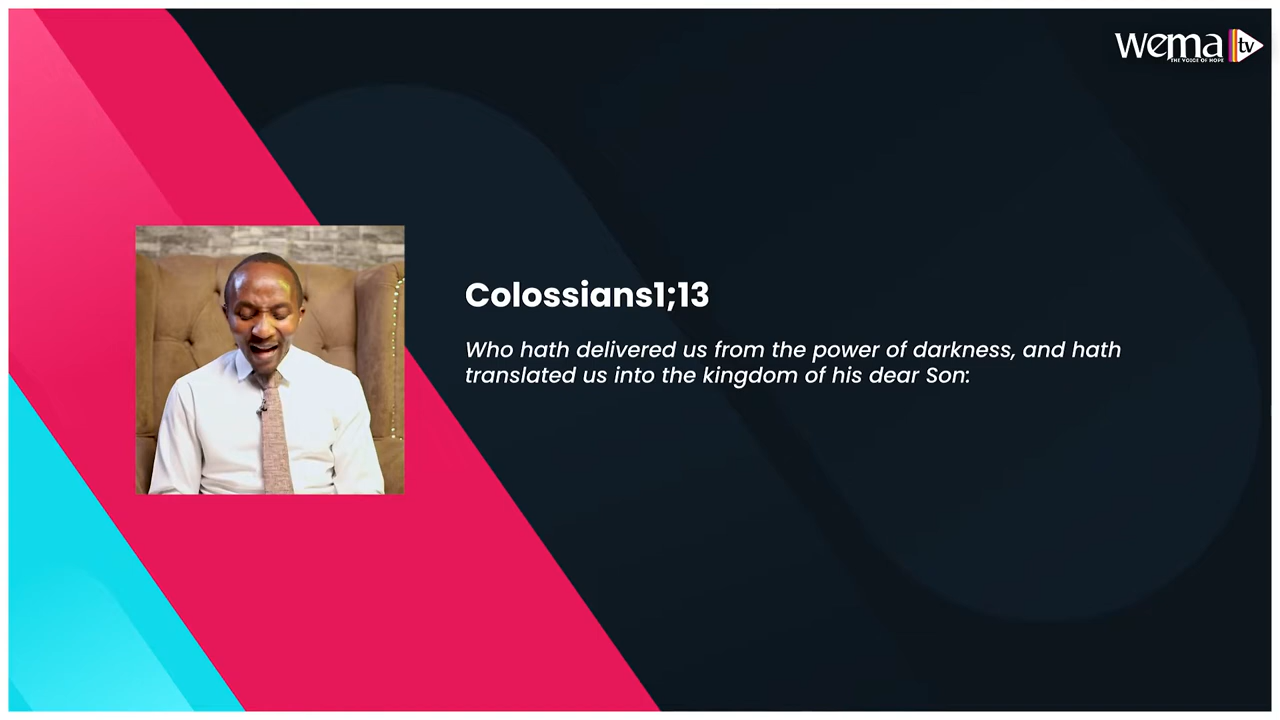 wema tv
THE VOICE OF HOPE
Colossians1;13
Who hath delivered us from the power of darkness, and hath
translated us into the kingdom of his dear Son: